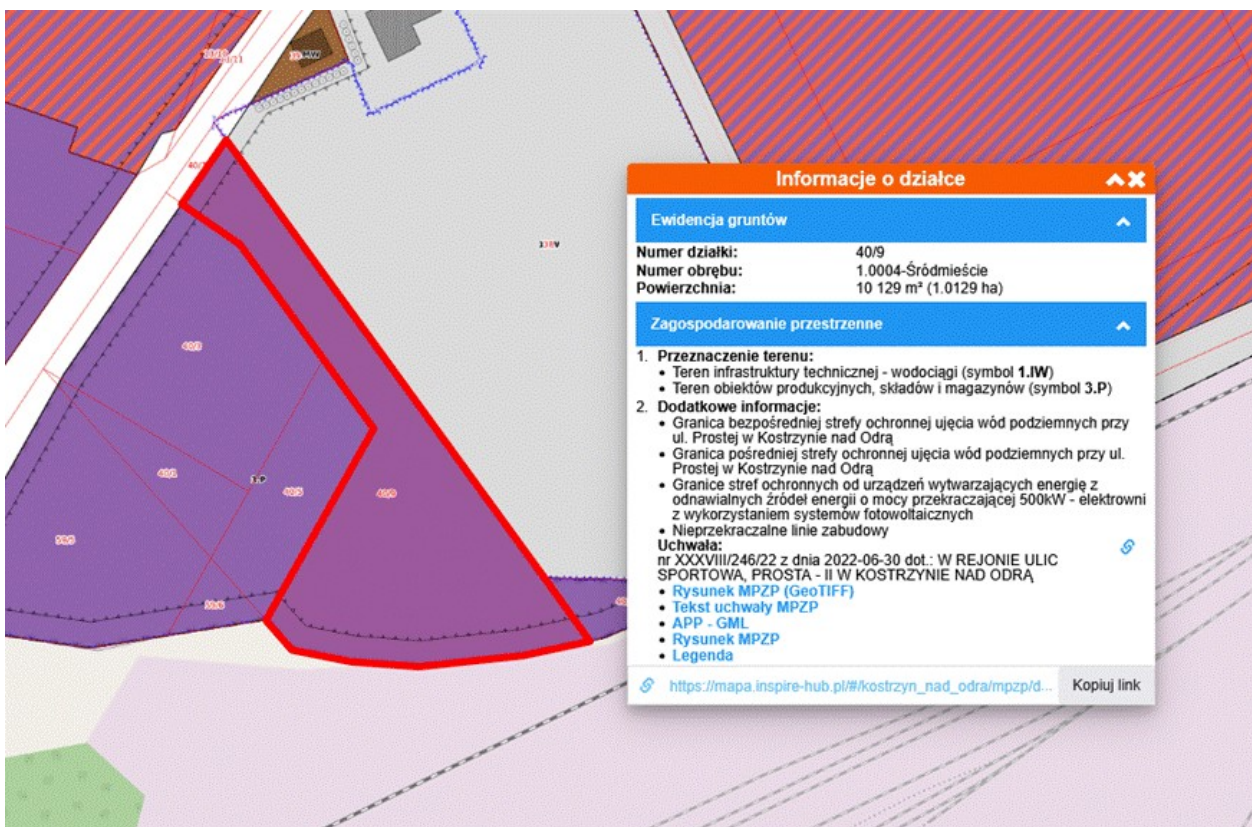 40/3
40/2
3.P
40/5
40/9
59/5
Informacje o działce
Ewidencja gruntów
Numer działki: 40/9
Numer obrębu: 1.0004-Śródmieście
Powierzchnia: 10 129 m² (1.0129 ha)
Zagospodarowanie przestrzenne
1. Przeznaczenie terenu:
• Teren infrastruktury technicznej - wodociągi (symbol 1.IW)
• Teren obiektów produkcyjnych, składów i magazynów (symbol 3.P)
2. Dodatkowe informacje:
• Granica bezpośredniej strefy ochronnej ujęcia wód podziemnych przy
ul. Prostej w Kostrzynie nad Odrą
• Granica pośredniej strefy ochronnej ujęcia wód podziemnych przy ul.
Prostej w Kostrzynie nad Odrą
• Granice stref ochronnych od urządzeń wytwarzających energię z
odnawialnych źródeł energii o mocy przekraczającej 500kW - elektrowni
z wykorzystaniem systemów fotowoltaicznych
• Nieprzekraczalne linie zabudowy
Uchwała:
nr XXXVIII/246/22 z dnia 2022-06-30 dot.: W REJONIE ULIC
SPORTOWA, PROSTA - II W KOSTRZYNIE NAD ODRĄ
• Rysunek MPZP (GeoTIFF)
• Tekst uchwały MPZP
• APP - GML
• Rysunek MPZP
• Legenda
https://mapa.inspire-hub.pl/#/kostrzyn_nad_odra/mpzp/d... Kopiuj link